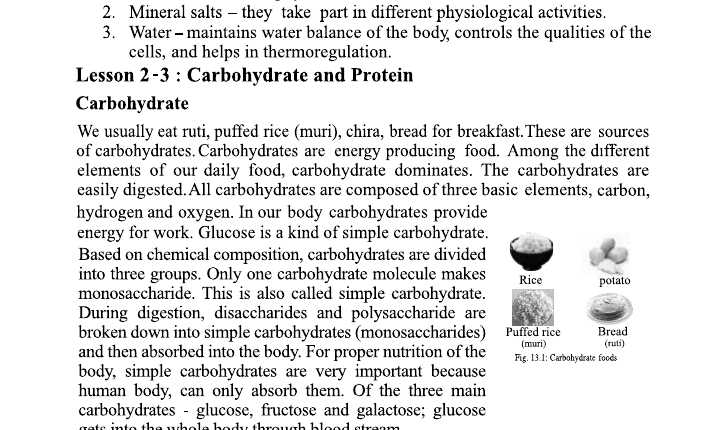 2. Mineral salts – they take part in different physiological activities.
3. Water – maintains water balance of the body, controls the qualities of the
cells, and helps in thermoregulation.
Lesson 2-3 : Carbohydrate and Protein
Carbohydrate
We usually eat ruti, puffed rice (muri), chira, bread for breakfast. These are sources
of carbohydrates. Carbohydrates are energy producing food. Among the different
elements of our daily food, carbohydrate dominates. The carbohydrates are
easily digested. All carbohydrates are composed of three basic elements, carbon,
hydrogen and oxygen. In our body carbohydrates provide
energy for work. Glucose is a kind of simple carbohydrate.
Based on chemical composition, carbohydrates are divided
into three groups. Only one carbohydrate molecule makes
monosaccharide. This is also called simple carbohydrate.
During digestion, disaccharides and polysaccharide are
broken down into simple carbohydrates (monosaccharides)
and then absorbed into the body. For proper nutrition of the
body, simple carbohydrates are very important because
human body, can only absorb them. Of the three main
carbohydrates - glucose, fructose and galactose; glucose
gets into the whole body through blood stream
Rice
potato
Puffed rice
(muri)
Bread
(ruti)
Fig. 13.1: Carbohydrate foods